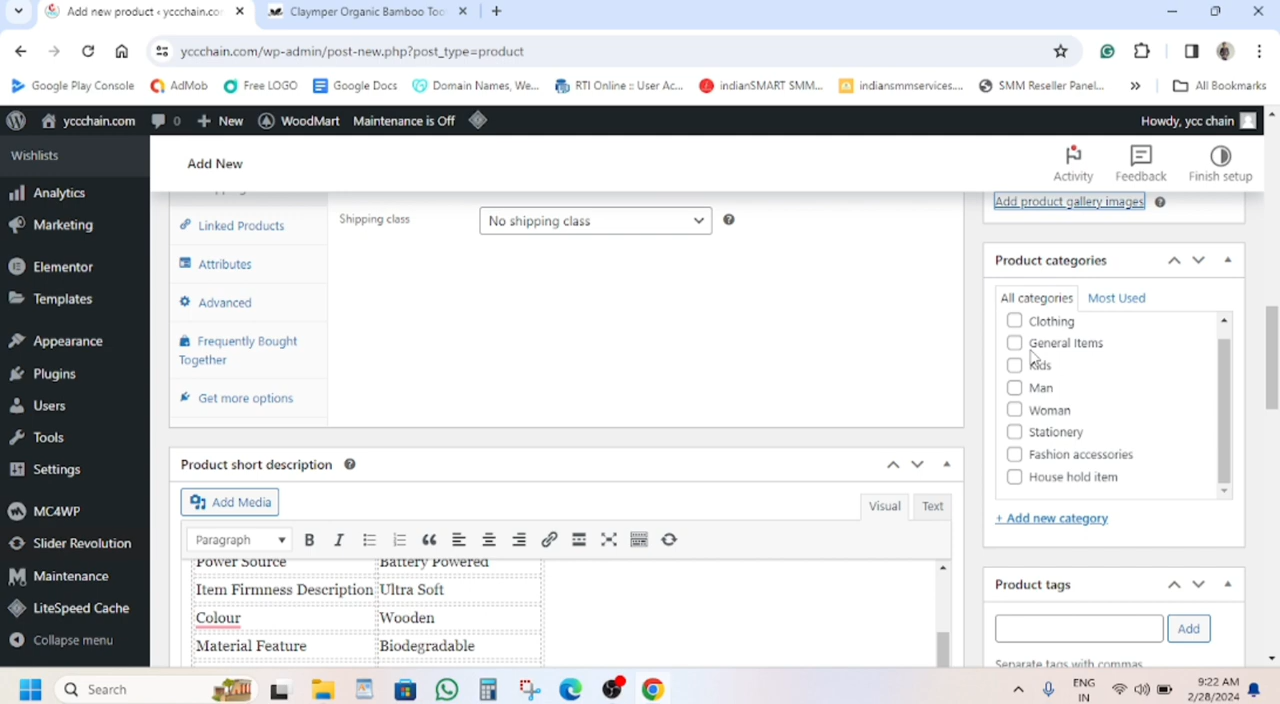 Add new product ‹ yccchain.co
Claymper Organic Bamboo Too
yccchain.com/wp-admin/post-new.php?post_type=product
Google Play Console
AdMob
Free LOGO
Google Docs
Domain Names, We...
RTI Online :: User Ac...
indianSMART SMM...
indiansmmservices....
SMM Reseller Panel...
All Bookmarks
yccchain.com
0
New
WoodMart
Maintenance is Off
Howdy, ycc chain
Wishlists
Analytics
Marketing
Elementor
Templates
Appearance
Plugins
Users
Tools
Settings
MC4WP
Slider Revolution
Maintenance
LiteSpeed Cache
Collapse menu
Add New
Activity
Feedback
Finish setup
Linked Products
Attributes
Advanced
Frequently Bought
Together
Get more options
Shipping class
No shipping class
Product short description
Add Media
Visual
Text
Paragraph
Power Source
Battery Powered
Item Firmness Description
Ultra Soft
Colour
Wooden
Material Feature
Biodegradable
Add product gallery images
Product categories
All categories
Most Used
Clothing
General Items
Kids
Man
Woman
Stationery
Fashion accessories
House hold item
+ Add new category
Product tags
Add
Separate tags with commas
Search
ENG
IN
9:22 AM
2/28/2024